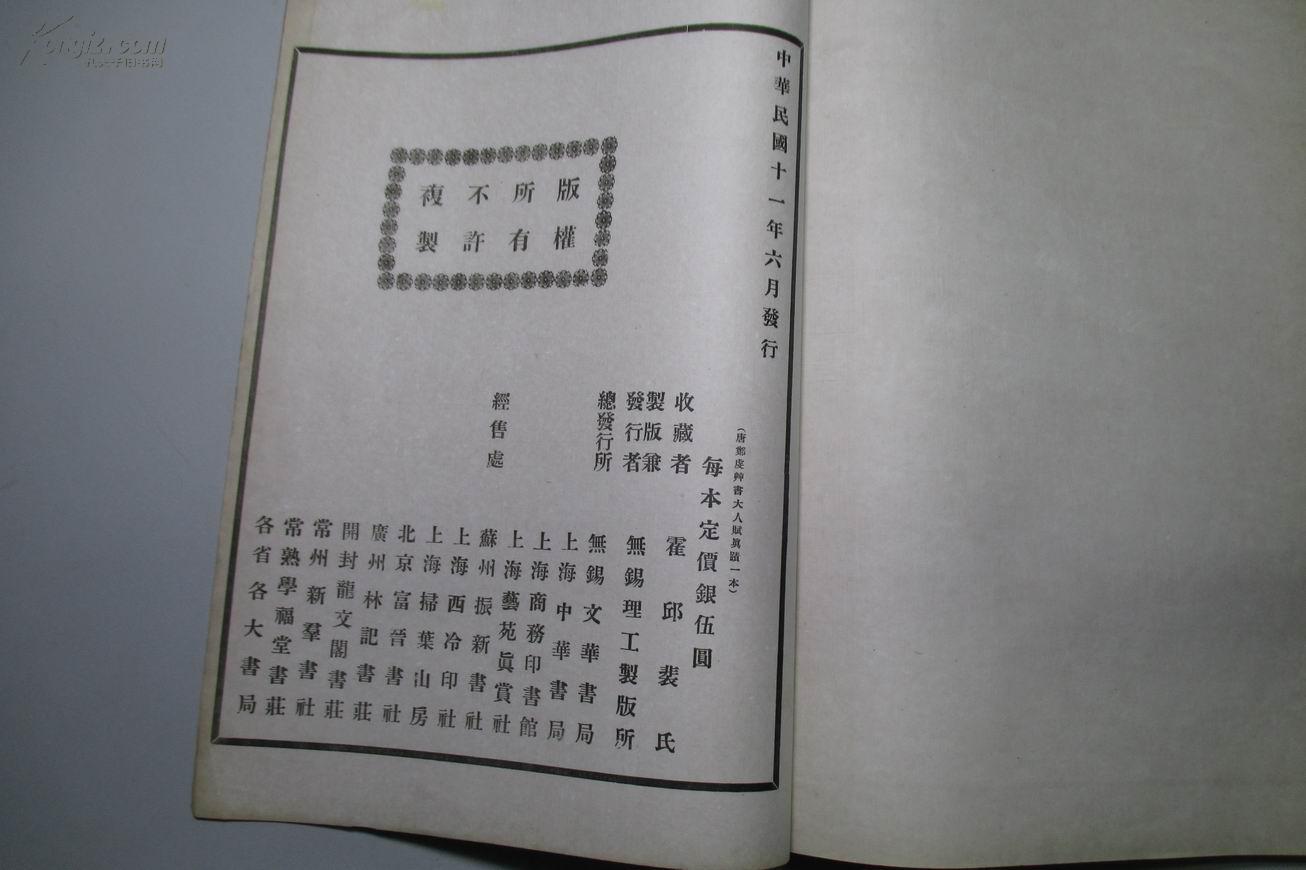 中華民國十一年六月發行
(唐鄭虔艸書大人賦眞蹟一本)
每本定價銀伍圓
收藏者 霍邱裴氏
製版兼
發行者 無錫理工製版所
總發行所 無錫文華書局
經售處
上海中華書局
上海商務印書館
上海藝苑眞賞社
蘇州振新書社
上海西冷印社
上海掃葉山房
北京富晉書社
廣州林記書莊
開封龍文閣書莊
常州新羣書社
常熟學福堂書莊
各省各大書局
版權
所有
不許
複製
Kongfz.com
孔夫子旧书网